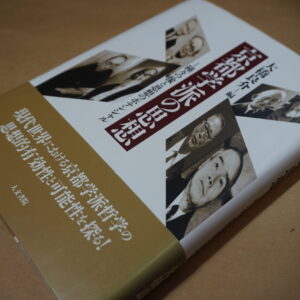 大橋良介 編
京都学派の思想
種々の像と思想のポテンシャル
現代世界における京都学派哲学の
思想的有効性と可能性を探る!
人文書院